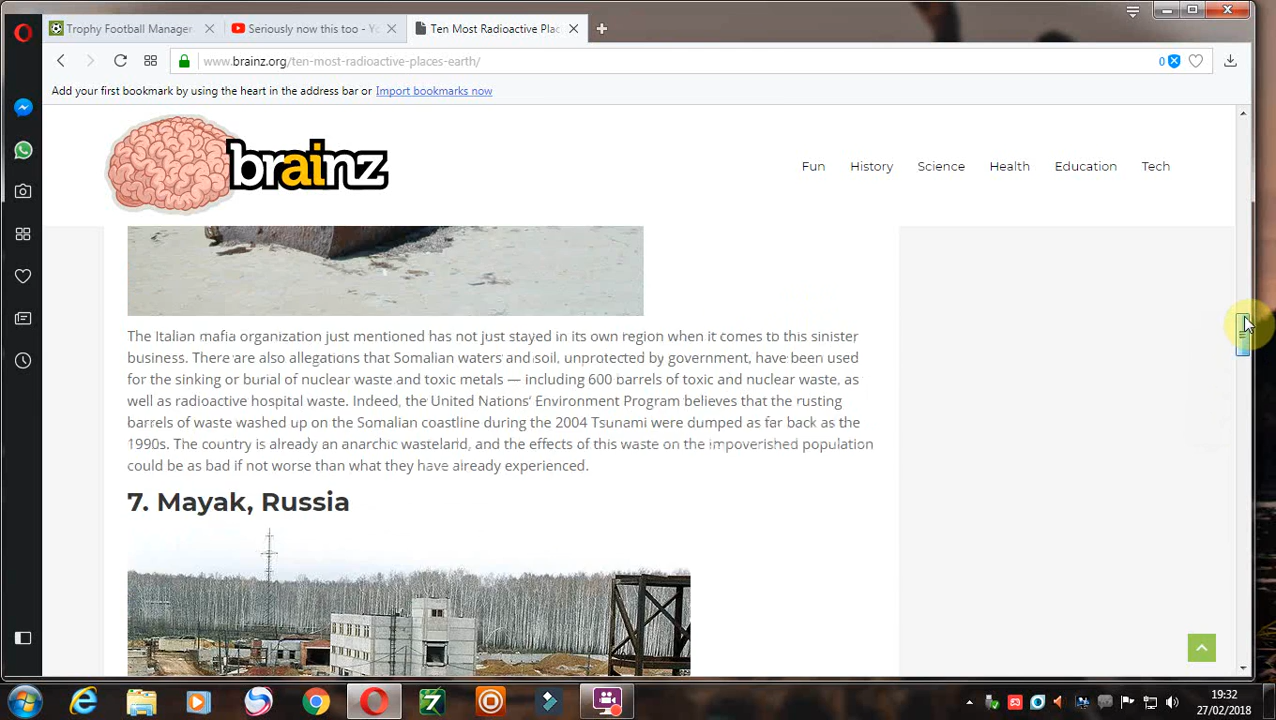 Trophy Football Manager
Seriously now this too - Yo
Ten Most Radioactive Plac
www.brainz.org/ten-most-radioactive-places-earth/
0
Add your first bookmark by using the heart in the address bar or Import bookmarks now
brainz
Fun History Science Health Education Tech
The Italian mafia organization just mentioned has not just stayed in its own region when it comes to this sinister
business. There are also allegations that Somalian waters and soil, unprotected by government, have been used
for the sinking or burial of nuclear waste and toxic metals — including 600 barrels of toxic and nuclear waste, as
well as radioactive hospital waste. Indeed, the United Nations' Environment Program believes that the rusting
barrels of waste washed up on the Somalian coastline during the 2004 Tsunami were dumped as far back as the
1990s. The country is already an anarchic wasteland, and the effects of this waste on the impoverished population
could be as bad if not worse than what they have already experienced.
7. Mayak, Russia
19:32
27/02/2018